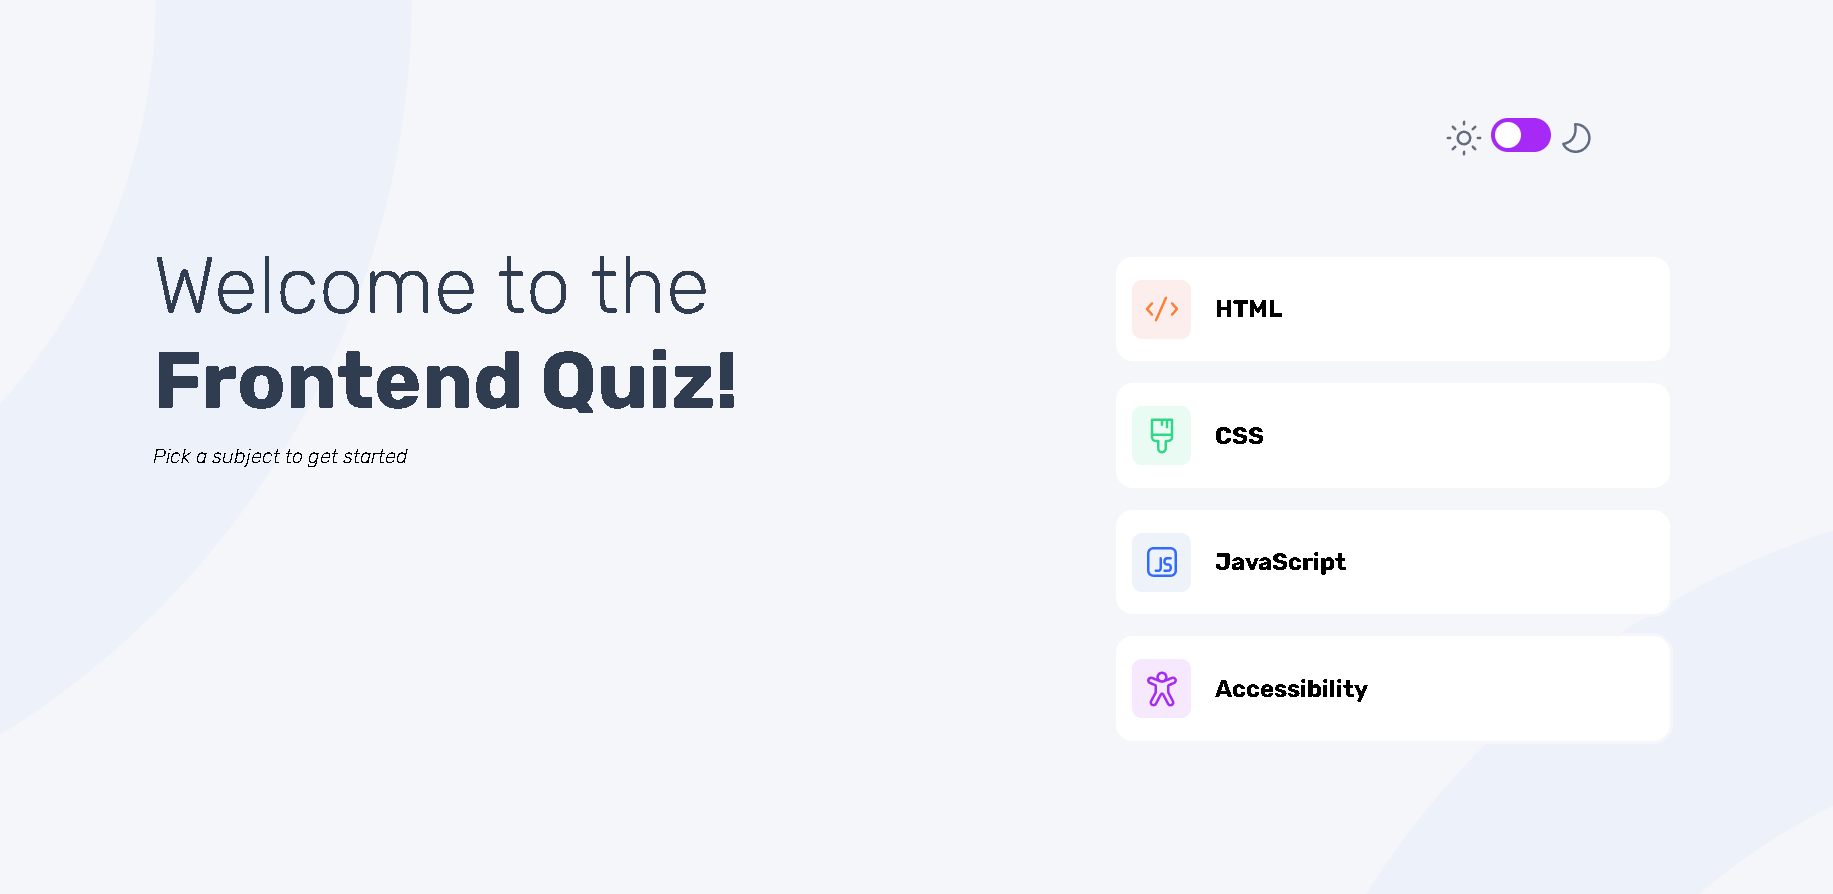 Welcome to the
Frontend Quiz!
Pick a subject to get started
HTML
CSS
JS
JavaScript
Accessibility